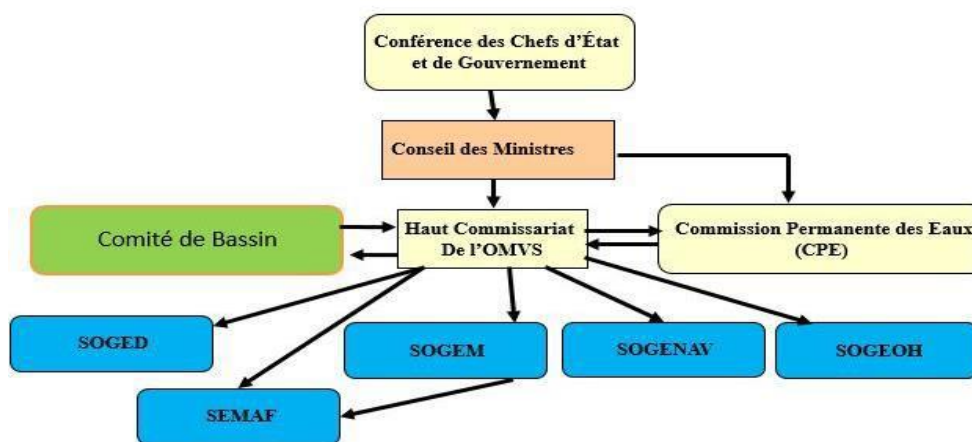 Conférence des Chefs d'État
et de Gouvernement
Conseil des Ministres
Comité de Bassin
Haut Commissariat
De l'OMVS
Commission Permanente des Eaux
(CPE)
SOGED
SOGEM
SOGENAV
SOGEOH
SEMAF